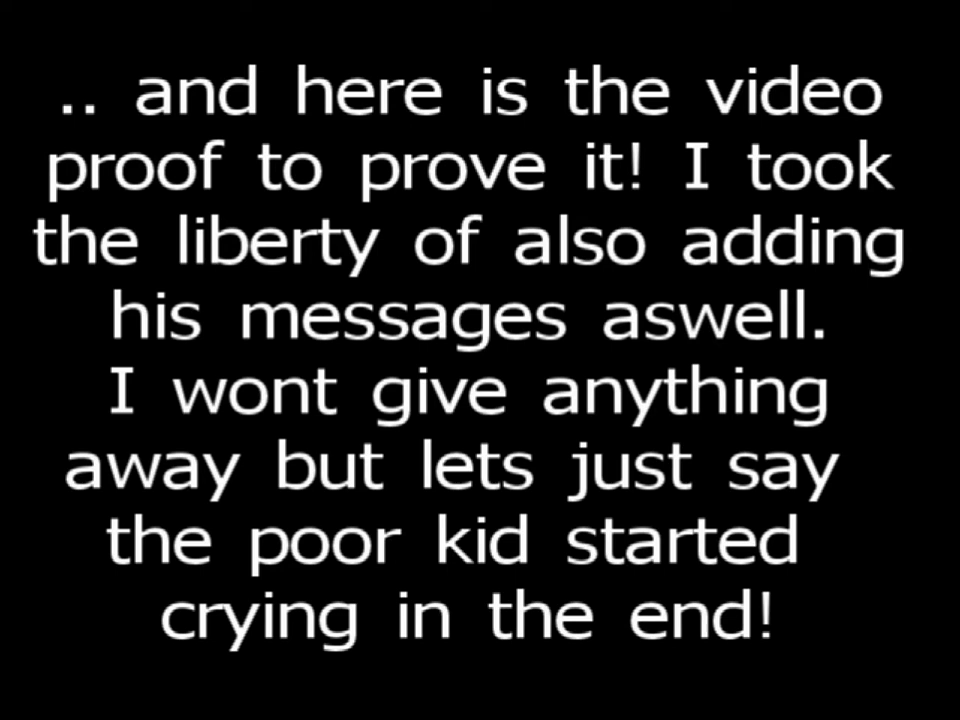 .. and here is the video
proof to prove it! I took
the liberty of also adding
his messages aswell.
I wont give anything
away but lets just say
the poor kid started
crying in the end!